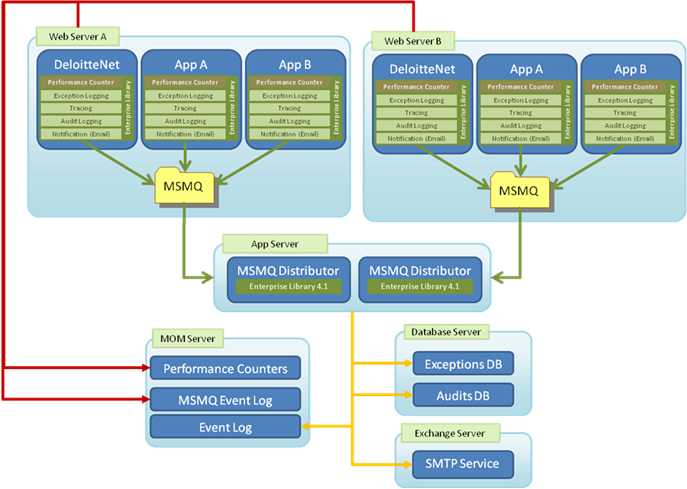 Web Server A
DeloitteNet
Performance Counter
Exception Logging
Tracing
Audit Logging
Notification (Email)
Enterprise Library
App A
Performance Counter
Exception Logging
Tracing
Audit Logging
Notification (Email)
App B
Performance Counter
Exception Logging
Tracing
Audit Logging
Notification (Email)
Enterprise Library
MSMQ
Web Server B
DeloitteNet
Performance Counter
Exception Logging
Tracing
Audit Logging
Notification (Email)
Enterprise Library
App A
Performance Counter
Exception Logging
Tracing
Audit Logging
Notification (Email)
Enterprise Library
App B
Performance Counter
Exception Logging
Tracing
Audit Logging
Notification (Email)
Enterprise Library
MSMQ
App Server
MSMQ Distributor
Enterprise Library 4.1
MSMQ Distributor
Enterprise Library 4.1
MOM Server
Performance Counters
MSMQ Event Log
Event Log
Database Server
Exceptions DB
Audits DB
Exchange Server
SMTP Service